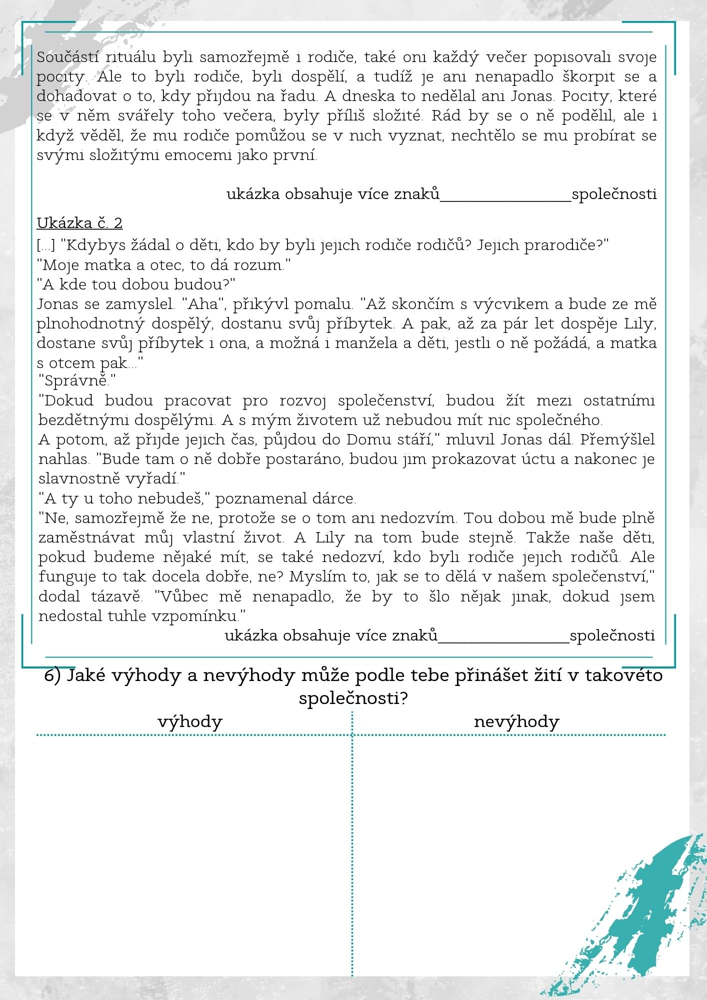 Součástí rituálu byli samozřejmě i rodiče, také oni každý večer popisovali svoje
pocity. Ale to byli rodiče, byli dospělí, a tudíž je ani nenapadlo škorpit se a
dohadovat o to, kdy přijdou na řadu. A dneska to nedělal ani Jonas. Pocity, které
se v něm svářely toho večera, byly příliš složité. Rád by se o ně podělil, ale i
když věděl, že mu rodiče pomůžou se v nich vyznat, nechtělo se mu probírat se
svými složitými emocemi jako první.
ukázka obsahuje více znaků______________společnosti
Ukázka č. 2
[...] "Kdybys žádal o děti, kdo by byli jejich rodiče rodičů? Jejich prarodiče?"
"Moje matka a otec, to dá rozum."
"A kde tou dobou budou?"
Jonas se zamyslel. "Aha", přikývl pomalu. "Až skončím s výcvikem a bude ze mě
plnohodnotný dospělý, dostanu svůj příbytek. A pak, až za pár let dospěje Lily,
dostane svůj příbytek i ona, a možná i manžela a děti, jestli o ně požádá, a matka
s otcem pak..."
"Správně."
"Dokud budou pracovat pro rozvoj společenství, budou žít mezi ostatními
bezdětnými dospělými. A s mým životem už nebudou mít nic společného.
A potom, až přijde jejich čas, půjdou do Domu stáří," mluvil Jonas dál. Přemýšlel
nahlas. "Bude tam o ně dobře postaráno, budou jim prokazovat úctu a nakonec je
slavnostně vyřadí."
"A ty u toho nebudeš," poznamenal dárce.
"Ne, samozřejmě že ne, protože se o tom ani nedozvím. Tou dobou mě bude plně
zaměstnávat můj vlastní život. A Lily na tom bude stejně. Takže naše děti,
pokud budeme nějaké mít, se také nedozví, kdo byli rodiče jejich rodičů. Ale
funguje to tak docela dobře, ne? Myslím to, jak se to dělá v našem společenství,"
dodal tázavě. "Vůbec mě nenapadlo, že by to šlo nějak jinak, dokud jsem
nedostal tuhle vzpomínku."
ukázka obsahuje více znaků______________společnosti
6) Jaké výhody a nevýhody může podle tebe přinášet žití v takovéto
společnosti?
výhody
nevýhody